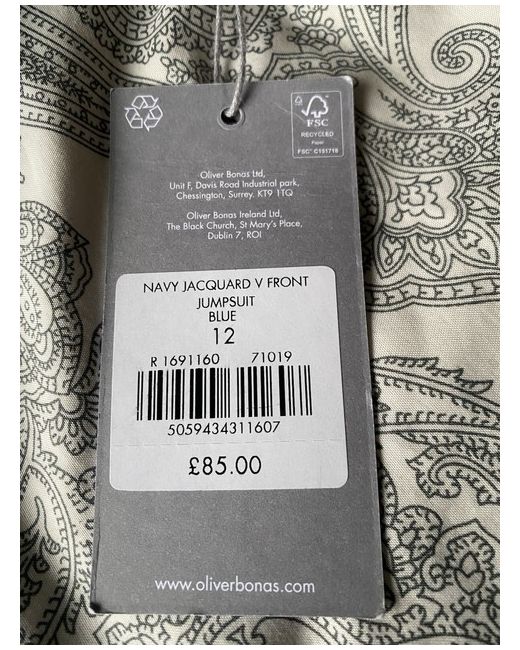 FSC
RECYCLED
Paper
FSC® C151718
Oliver Bonas Ltd,
Unit F, Davis Road Industrial park,
Chessington, Surrey. KT9 1TQ
Oliver Bonas Ireland Ltd,
The Black Church, St Mary's Place,
Dublin 7, ROI
NAVY JACQUARD V FRONT
JUMPSUIT
BLUE
12
R 1691160 71019
5059434311607
£85.00
www.oliverbonas.com